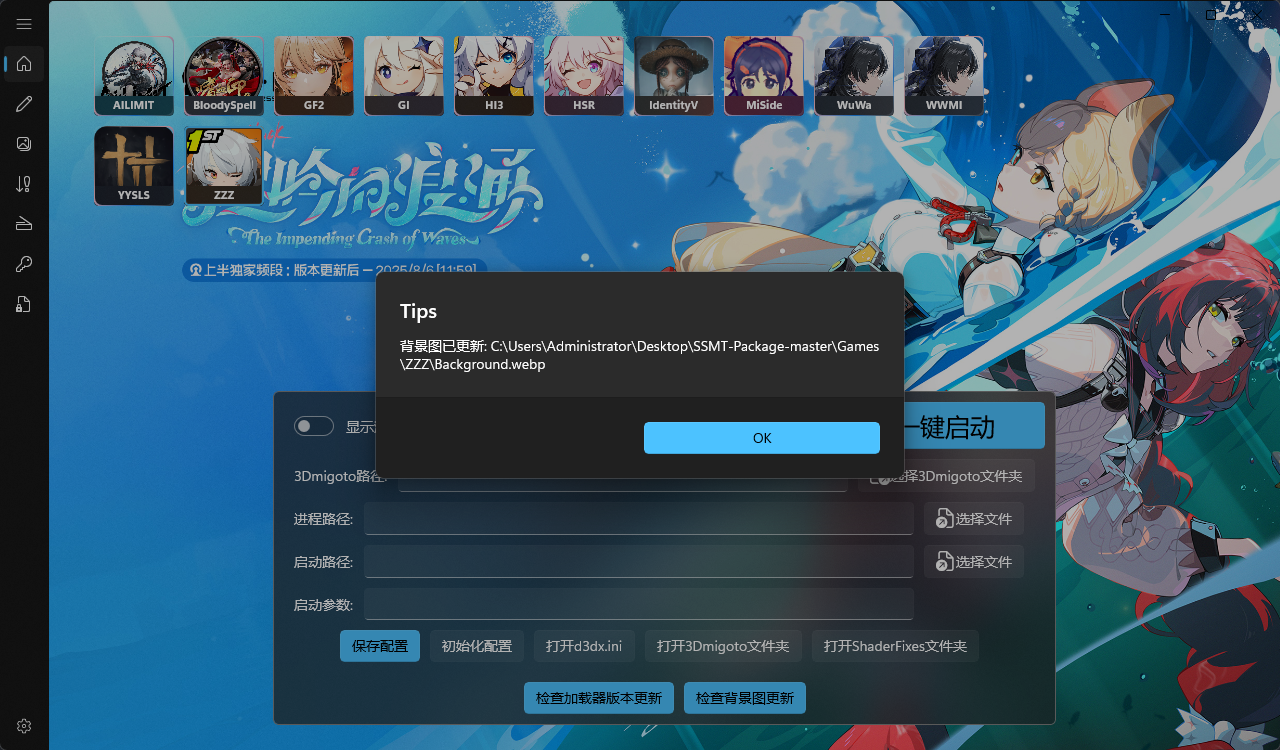 AILIMIT
BloodySpell
GF2
GI
HI3
HSR
IdentityV
MiSide
WuWa
WWMI
1ST
YYSLS
ZZZ
The Impending Crash of Waves
上半独家频段：版本更新后 — 2025/8/6 [11:59]
Tips
背景图已更新: C:\Users\Administrator\Desktop\SSMT-Package-master\Games
\ZZZ\Background.webp
OK
显示
一键启动
3Dmigoto路径:
选择3Dmigoto文件夹
进程路径:
选择文件
启动路径:
选择文件
启动参数:
保存配置
初始化配置
打开d3dx.ini
打开3Dmigoto文件夹
打开ShaderFixes文件夹
检查加载器版本更新
检查背景图更新